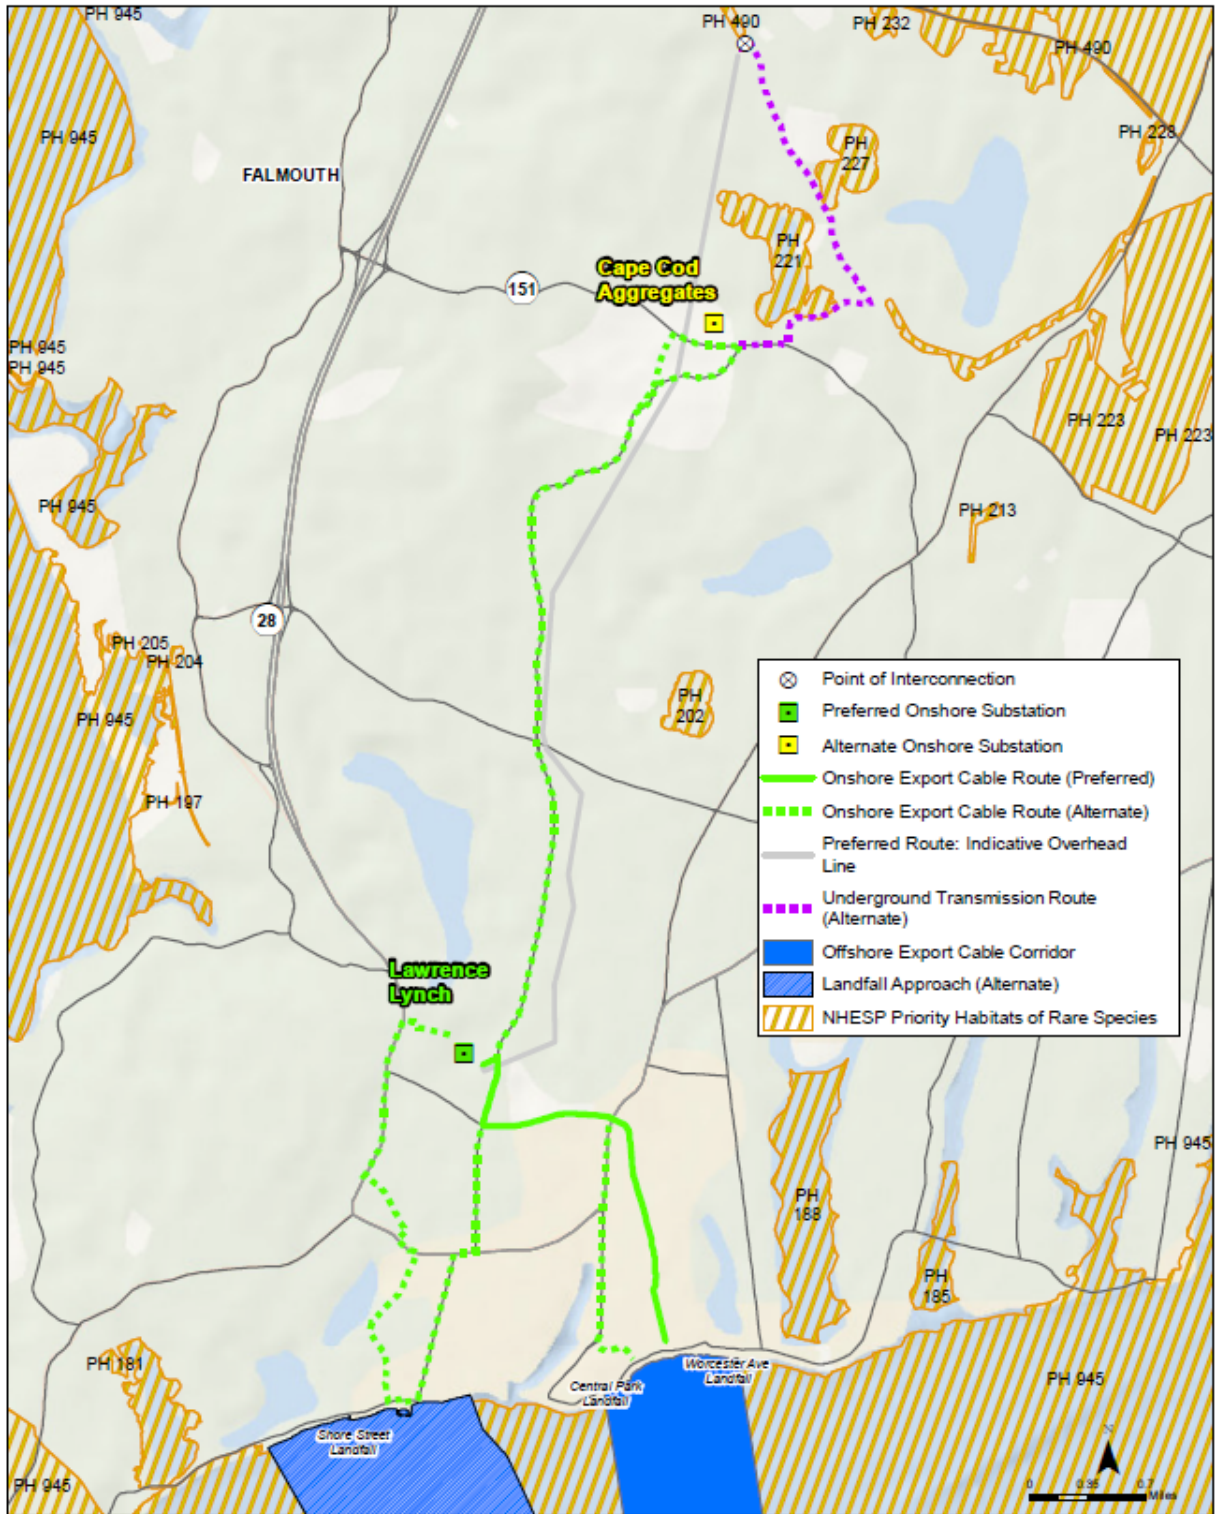 PH 945
PH 490
PH 232
PH 490
PH 945
PH 228
PH
227
FALMOUTH
PH
221
Cape Cod
Aggregates
151
PH 945
PH 945
PH 223
PH 223
PH 945
PH 213
28
PH 205
PH 204
PH
202
PH 945
PH 197
Point of Interconnection
Preferred Onshore Substation
Alternate Onshore Substation
Onshore Export Cable Route (Preferred)
Onshore Export Cable Route (Alternate)
Preferred Route: Indicative Overhead
Line
Underground Transmission Route
(Alternate)
Offshore Export Cable Corridor
Landfall Approach (Alternate)
NHESP Priority Habitats of Rare Species
Lawrence
Lynch
PH 945
PH
188
PH
185
PH 181
Worcester Ave
Landfall
Central Park
Landfall
PH 945
Shore Street
Landfall
PH 945
N
0 0.35 0.7
Miles